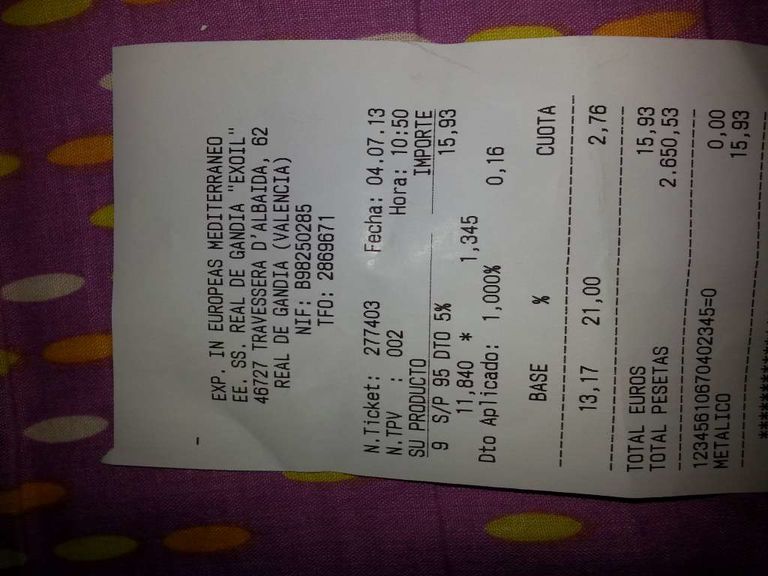 EXP. IN EUROPEAS MEDITERRANEO
EE. SS. REAL DE GANDIA "EXOIL"
46727 TRAVESSERA D'ALBAIDA, 62
REAL DE GANDIA (VALENCIA)
NIF: B98250285
TFO: 2869671
N.Ticket: 277403 Fecha: 04.07.13
N.TPV : 002 Hora: 10:50
SU PRODUCTO IMPORTE
9 S/P 95 DTO 5% 15,93
11,840 * 1,345
Dto Aplicado: 1,000% 0,16
BASE % CUOTA
13,17 21,00 2,76
TOTAL EUROS 15,93
TOTAL PESETAS 2.650,53
12345610670402345=0 0,00
METALICO 15,93